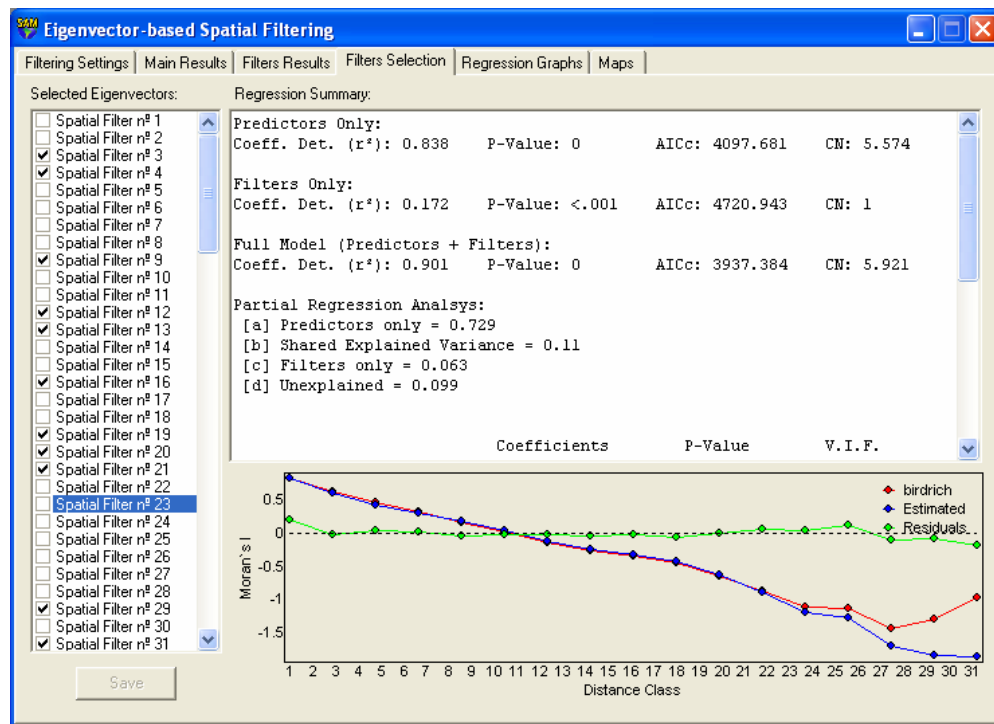 SAM Eigenvector-based Spatial Filtering
Filtering Settings Main Results Filters Results Filters Selection Regression Graphs Maps
Selected Eigenvectors:
Spatial Filter nº 1
Spatial Filter nº 2
Spatial Filter nº 3
Spatial Filter nº 4
Spatial Filter nº 5
Spatial Filter nº 6
Spatial Filter nº 7
Spatial Filter nº 8
Spatial Filter nº 9
Spatial Filter nº 10
Spatial Filter nº 11
Spatial Filter nº 12
Spatial Filter nº 13
Spatial Filter nº 14
Spatial Filter nº 15
Spatial Filter nº 16
Spatial Filter nº 17
Spatial Filter nº 18
Spatial Filter nº 19
Spatial Filter nº 20
Spatial Filter nº 21
Spatial Filter nº 22
Spatial Filter nº 23
Spatial Filter nº 24
Spatial Filter nº 25
Spatial Filter nº 26
Spatial Filter nº 27
Spatial Filter nº 28
Spatial Filter nº 29
Spatial Filter nº 30
Spatial Filter nº 31
Save
Regression Summary:
Predictors Only:
Coeff. Det. (r²): 0.838 P-Value: 0 AICc: 4097.681 CN: 5.574
Filters Only:
Coeff. Det. (r²): 0.172 P-Value: <.001 AICc: 4720.943 CN: 1
Full Model (Predictors + Filters):
Coeff. Det. (r²): 0.901 P-Value: 0 AICc: 3937.384 CN: 5.921
Partial Regression Analsys:
[a] Predictors only = 0.729
[b] Shared Explained Variance = 0.11
[c] Filters only = 0.063
[d] Unexplained = 0.099
Coefficients P-Value V.I.F.
birdrich
Estimated
Residuals
Moran`s I
0.5
0
-0.5
-1
-1.5
1 2 3 4 5 6 7 8 9 10 11 12 13 14 15 16 17 18 19 20 21 22 23 24 25 26 27 28 29 30 31
Distance Class